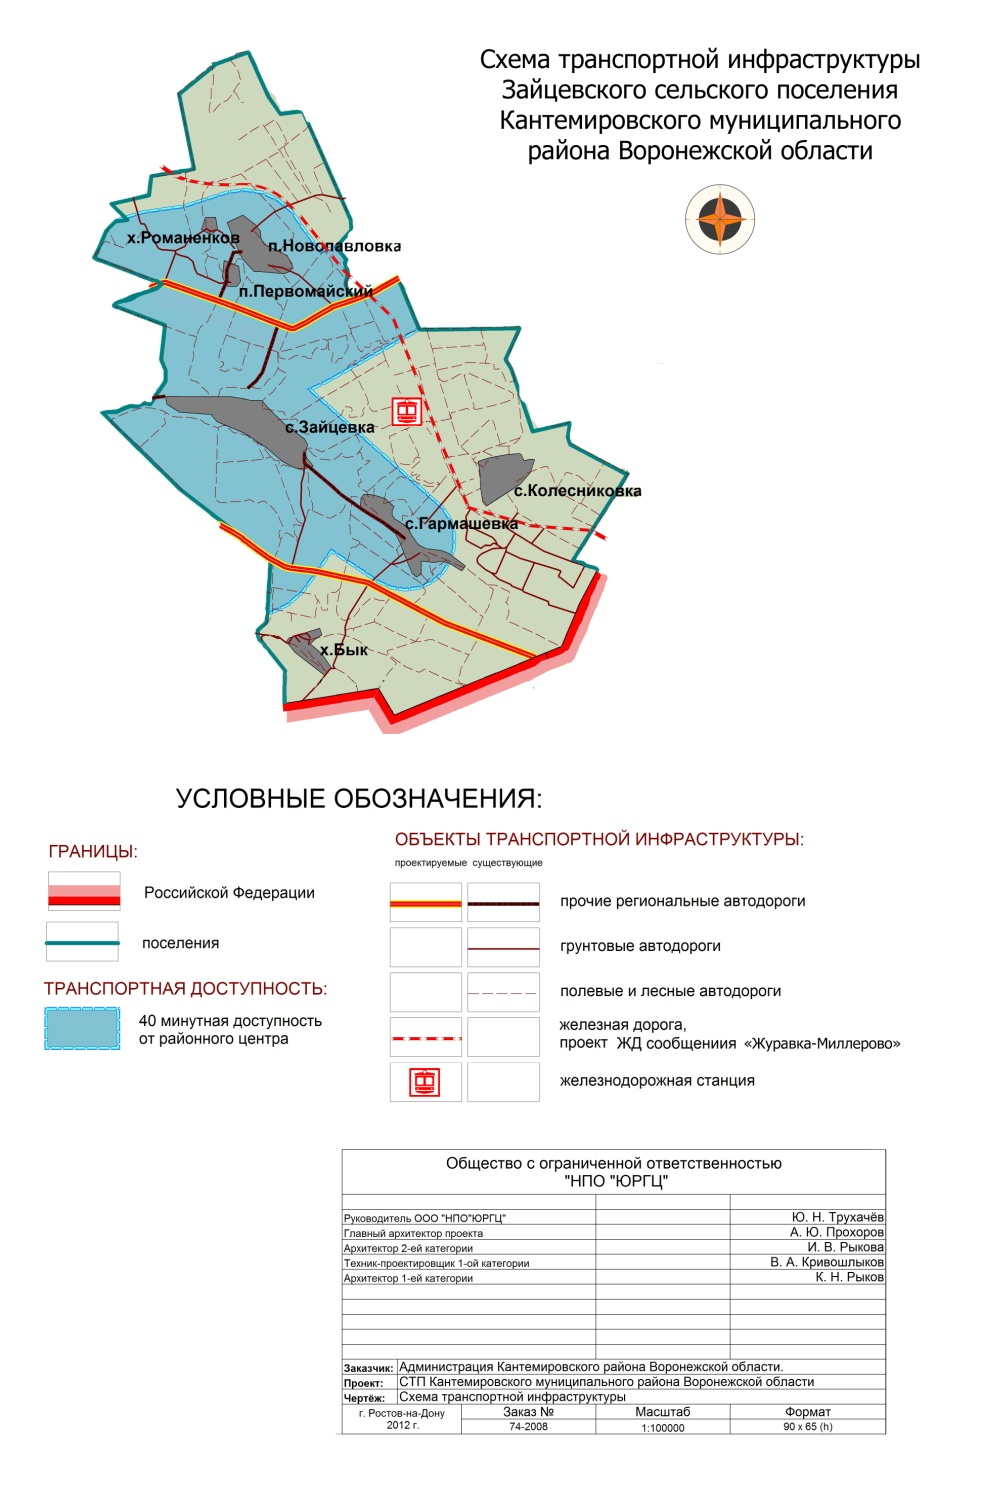 Схема транспортной инфраструктуры
Зайцевского сельского поселения
Кантемировского муниципального
района Воронежской области
х.Романенков
п.Новопавловка
п.Первомайский
с.Зайцевка
с.Колесниковка
с.Гармашевка
х.Бык
УСЛОВНЫЕ ОБОЗНАЧЕНИЯ:
ГРАНИЦЫ:
Российской Федерации
поселения
ТРАНСПОРТНАЯ ДОСТУПНОСТЬ:
40 минутная доступность
от районного центра
ОБЪЕКТЫ ТРАНСПОРТНОЙ ИНФРАСТРУКТУРЫ:
проектируемые существующие
прочие региональные автодороги
грунтовые автодороги
полевые и лесные автодороги
железная дорога,
проект ЖД сообщениия «Журавка-Миллерово»
железнодорожная станция
Общество с ограниченной ответственностью
"НПО "ЮРГЦ"
Руководитель ООО "НПО"ЮРГЦ" Ю. Н. Трухачёв
Главный архитектор проекта А. Ю. Прохоров
Архитектор 2-ей категории И. В. Рыкова
Техник-проектировщик 1-ой категории В. А. Кривошлыков
Архитектор 1-ей категории К. Н. Рыков
Заказчик: Администрация Кантемировского района Воронежской области.
Проект: СТП Кантемировского муниципального района Воронежской области
Чертёж: Схема транспортной инфраструктуры
г. Ростов-на-Дону Заказ № Масштаб Формат
2012 г. 74-2008 1:100000 90 x 65 (h)